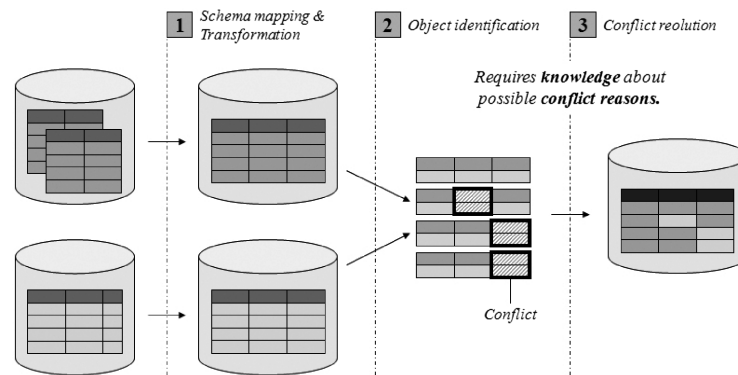 1 Schema mapping &
Transformation
2 Object identification
3 Conflict reolution
Requires knowledge about
possible conflict reasons.
Conflict